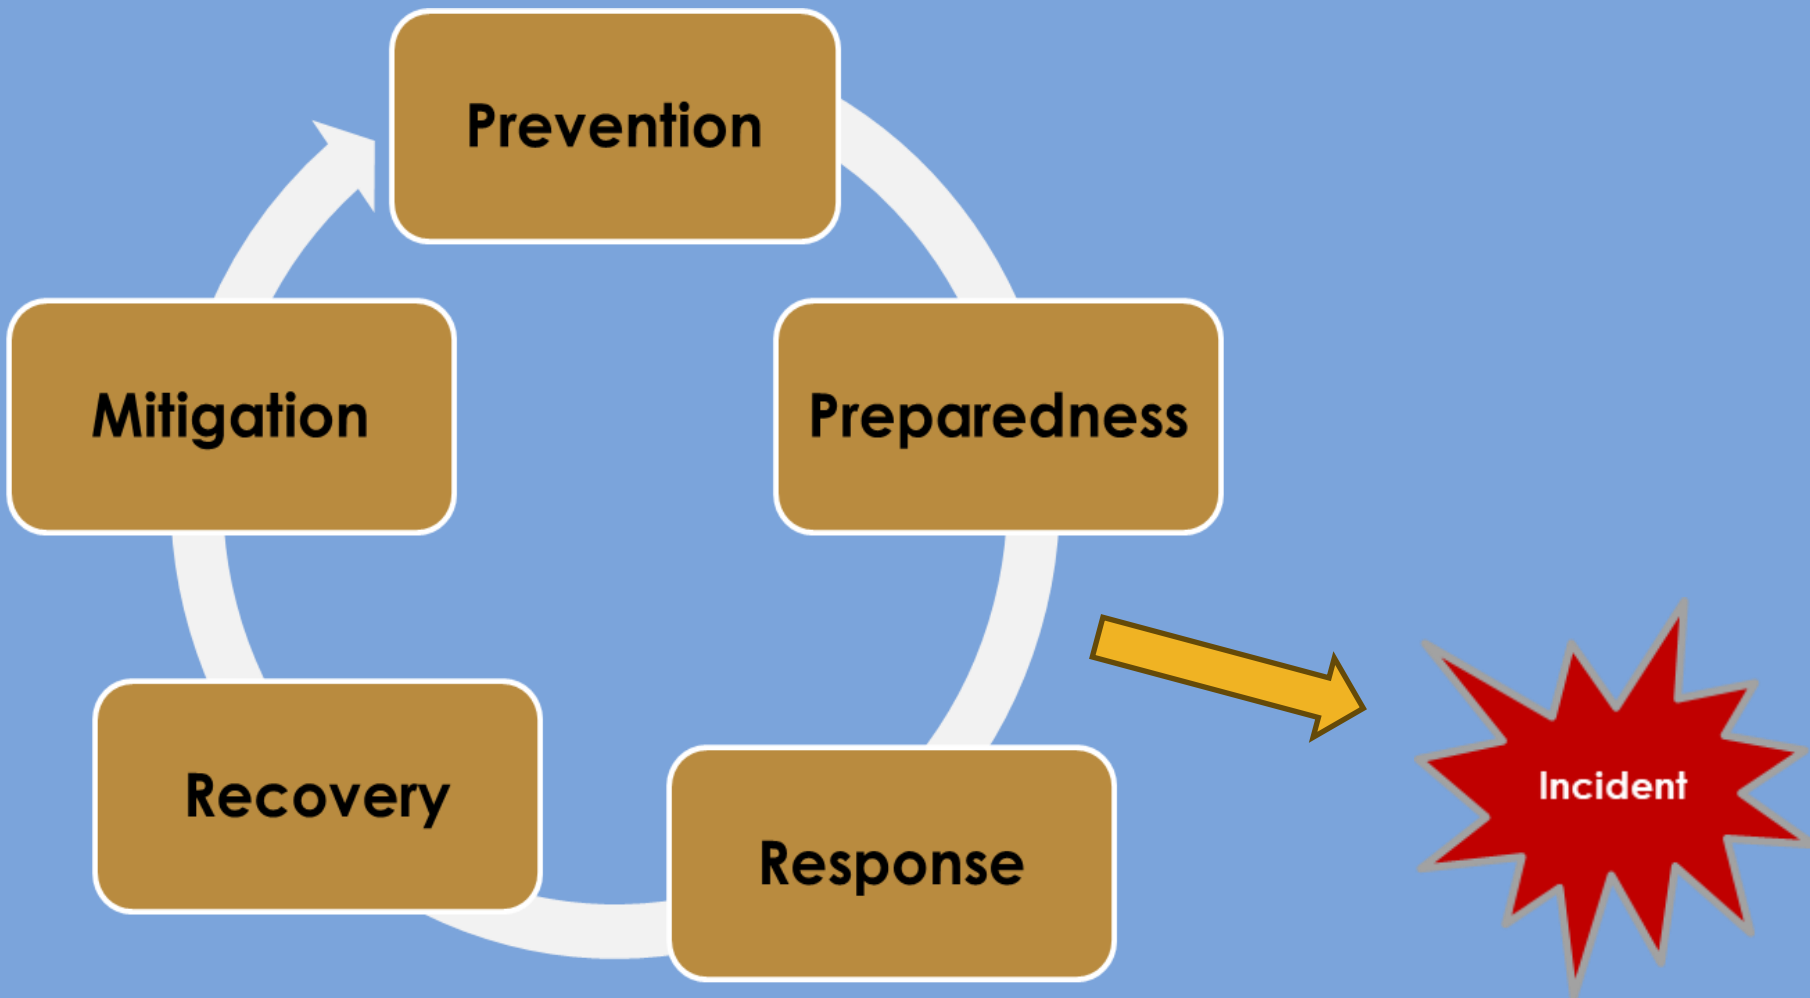 Prevention
Preparedness
Response
Recovery
Mitigation
Incident